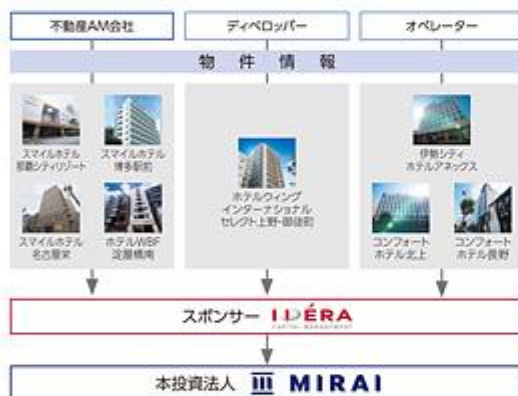 不動産AM会社
ディベロッパー
オペレーター
物件情報
スマイルホテル
那覇シティリゾート
スマイルホテル
博多駅前
スマイルホテル
名古屋栄
ホテルWBF
淀屋橋南
ホテルウィング
インターナショナル
セレクト上野・御徒町
伊勢シティ
ホテルアネックス
コンフォート
ホテル北上
コンフォート
ホテル長野
スポンサー IDÉRA
CAPITAL MANAGEMENT
本投資法人 MIRAI